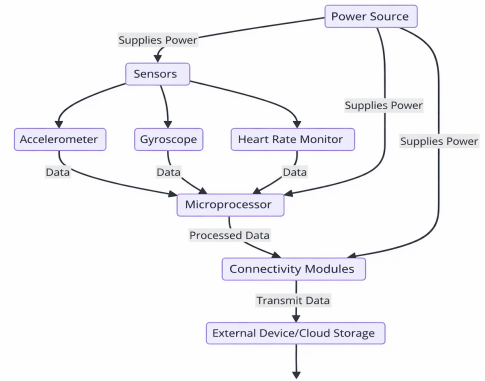 Power Source
Supplies Power
Sensors
Supplies Power
Accelerometer
Gyroscope
Heart Rate Monitor
Supplies Power
Data
Data
Data
Microprocessor
Processed Data
Connectivity Modules
Transmit Data
External Device/Cloud Storage